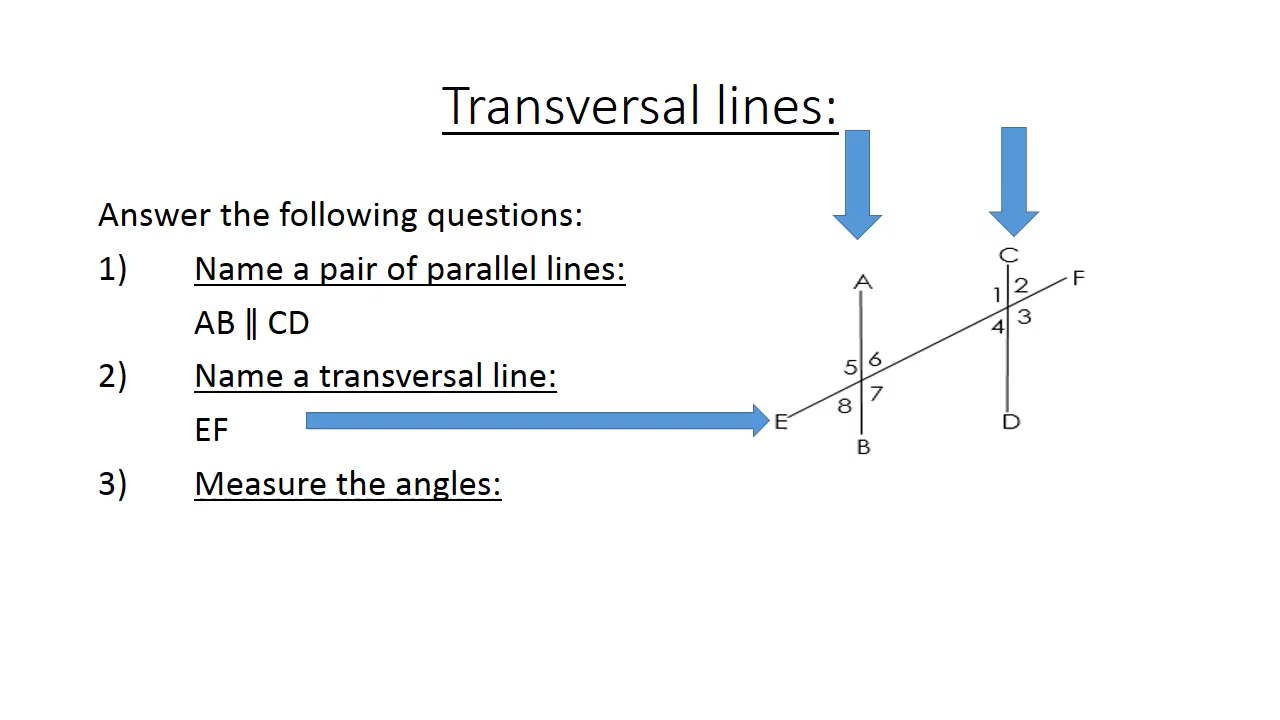 Transversal lines:
Answer the following questions:
1) Name a pair of parallel lines:
AB ∥ CD
2) Name a transversal line:
EF
3) Measure the angles:
C
A
F
1 2
4 3
5 6
8 7
E
D
B